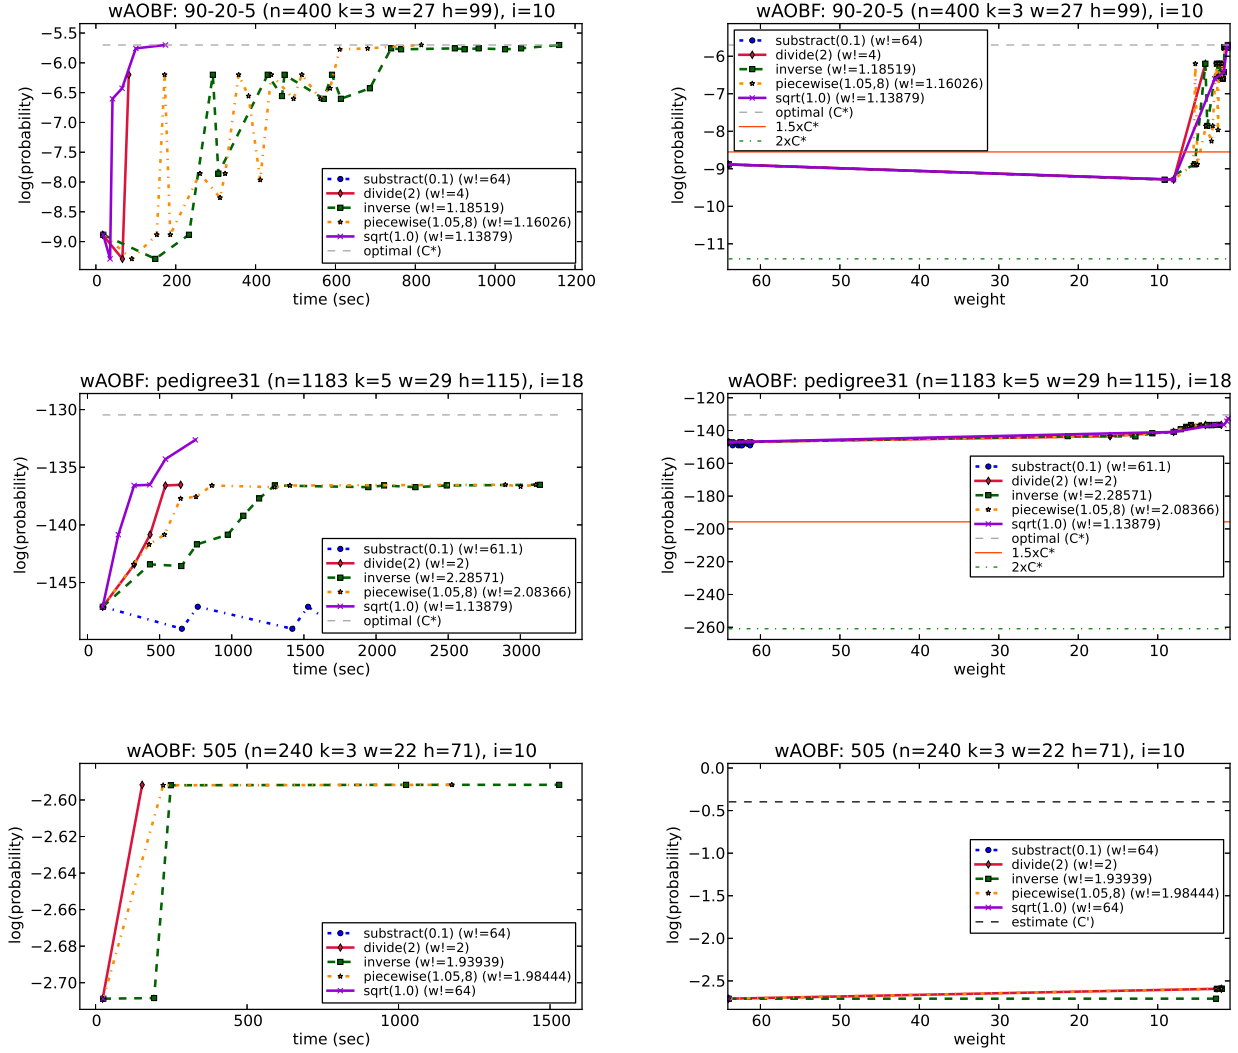 wAOBF: 90-20-5 (n=400 k=3 w=27 h=99), i=10
−5.5
−6.0
−6.5
−7.0
−7.5
−8.0
−8.5
−9.0
log(probability)
substract(0.1) (w!=64)
divide(2) (w!=4)
inverse (w!=1.18519)
piecewise(1.05,8) (w!=1.16026)
sqrt(1.0) (w!=1.13879)
optimal (C*)
0 200 400 600 800 1000 1200
time (sec)
wAOBF: 90-20-5 (n=400 k=3 w=27 h=99), i=10
substract(0.1) (w!=64)
divide(2) (w!=4)
inverse (w!=1.18519)
piecewise(1.05,8) (w!=1.16026)
sqrt(1.0) (w!=1.13879)
optimal (C*)
1.5xC*
2xC*
−6
−7
−8
−9
−10
−11
log(probability)
60 50 40 30 20 10
weight
wAOBF: pedigree31 (n=1183 k=5 w=29 h=115), i=18
−130
−135
−140
−145
log(probability)
substract(0.1) (w!=61.1)
divide(2) (w!=2)
inverse (w!=2.28571)
piecewise(1.05,8) (w!=2.08366)
sqrt(1.0) (w!=1.13879)
optimal (C*)
0 500 1000 1500 2000 2500 3000
time (sec)
wAOBF: pedigree31 (n=1183 k=5 w=29 h=115), i=18
−120
−140
−160
−180
−200
−220
−240
−260
log(probability)
substract(0.1) (w!=61.1)
divide(2) (w!=2)
inverse (w!=2.28571)
piecewise(1.05,8) (w!=2.08366)
sqrt(1.0) (w!=1.13879)
optimal (C*)
1.5xC*
2xC*
60 50 40 30 20 10
weight
wAOBF: 505 (n=240 k=3 w=22 h=71), i=10
−2.60
−2.62
−2.64
−2.66
−2.68
−2.70
log(probability)
substract(0.1) (w!=64)
divide(2) (w!=2)
inverse (w!=1.93939)
piecewise(1.05,8) (w!=1.98444)
sqrt(1.0) (w!=64)
0 500 1000 1500
time (sec)
wAOBF: 505 (n=240 k=3 w=22 h=71), i=10
0.0
−0.5
−1.0
−1.5
−2.0
−2.5
log(probability)
substract(0.1) (w!=64)
divide(2) (w!=2)
inverse (w!=1.93939)
piecewise(1.05,8) (w!=1.98444)
sqrt(1.0) (w!=64)
estimate (C')
60 50 40 30 20 10
weight